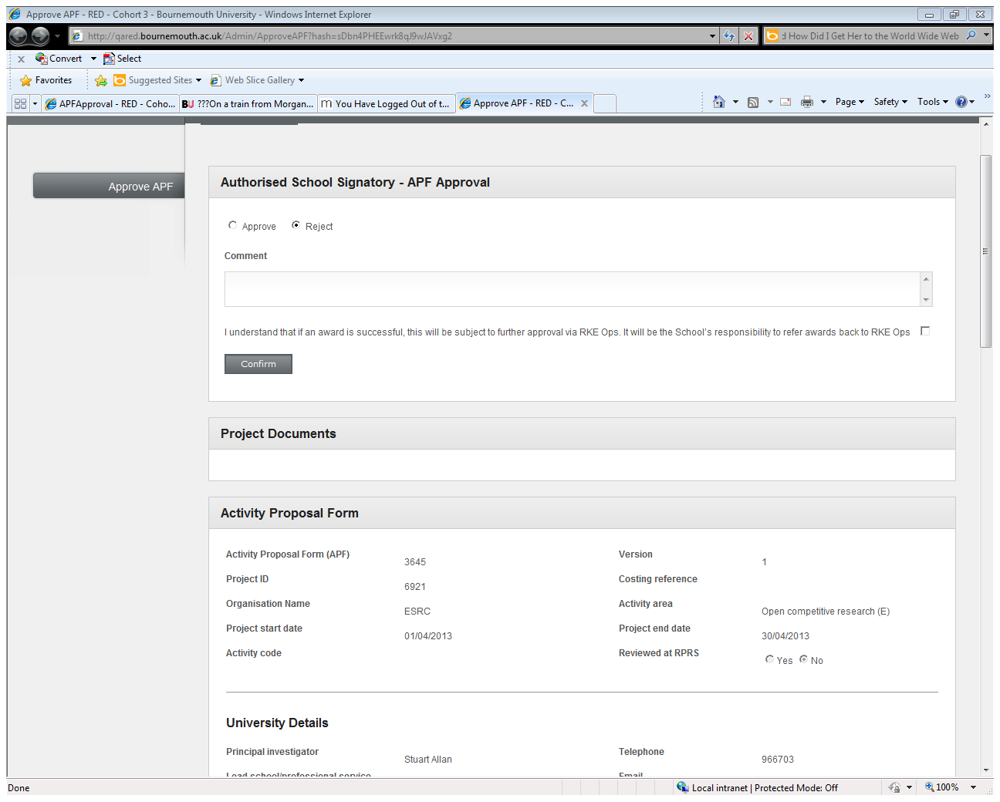 Approve APF - RED - Cohort 3 - Bournemouth University - Windows Internet Explorer
http://qared.bournemouth.ac.uk/Admin/ApproveAPF?hash=sDbn4PHEEwrk8qJ9wJAVxg2
d How Did I Get Her to the World Wide Web
x Convert Select
Favorites Suggested Sites Web Slice Gallery
APFApproval - RED - Coho... BU ???On a train from Morgan... m You Have Logged Out of t... Approve APF - RED - C... x Page Safety Tools »
Approve APF
Authorised School Signatory - APF Approval
Approve Reject
Comment
I understand that if an award is successful, this will be subject to further approval via RKE Ops. It will be the School's responsibility to refer awards back to RKE Ops
Confirm
Project Documents
Activity Proposal Form
Activity Proposal Form (APF) 3645 Version 1
Project ID 6921 Costing reference
Organisation Name ESRC Activity area Open competitive research (E)
Project start date 01/04/2013 Project end date 30/04/2013
Activity code Reviewed at RPRS Yes No
University Details
Principal investigator Stuart Allan Telephone 966703
Lead school/professional service Email
Done Local intranet | Protected Mode: Off 100%